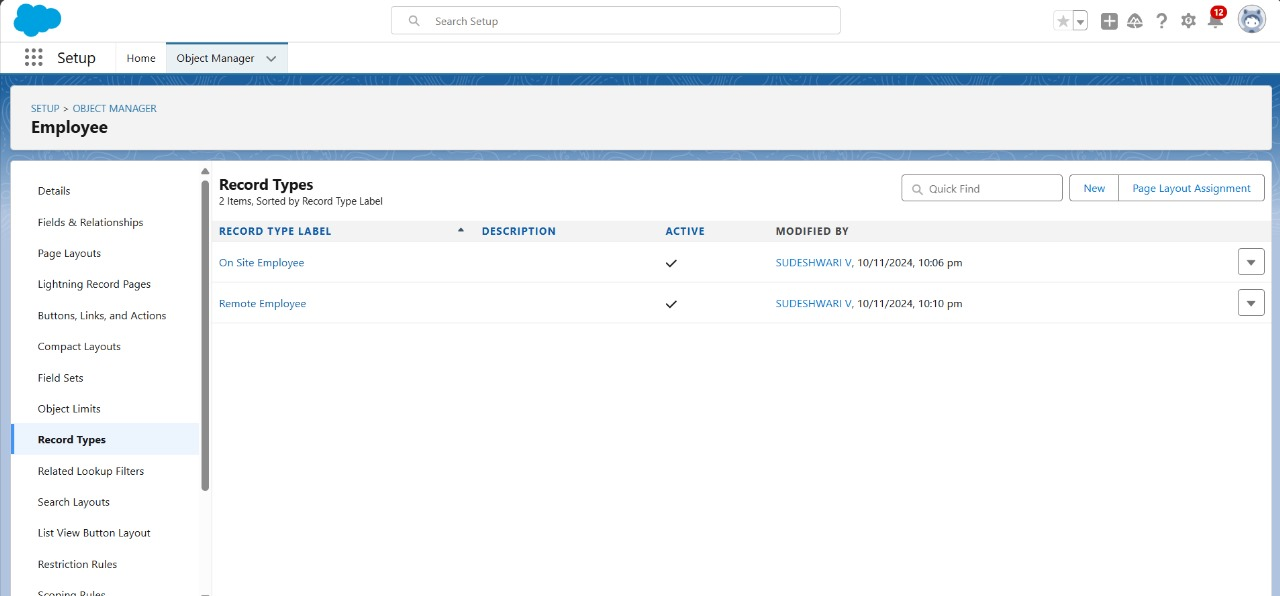 Search Setup
12
Setup Home Object Manager
SETUP > OBJECT MANAGER
Employee
Details
Fields & Relationships
Page Layouts
Lightning Record Pages
Buttons, Links, and Actions
Compact Layouts
Field Sets
Object Limits
Record Types
Related Lookup Filters
Search Layouts
List View Button Layout
Restriction Rules
Scoping Rules
Record Types
2 Items, Sorted by Record Type Label
Quick Find
New Page Layout Assignment
RECORD TYPE LABEL DESCRIPTION ACTIVE MODIFIED BY
On Site Employee SUDESHWARI V, 10/11/2024, 10:06 pm
Remote Employee SUDESHWARI V, 10/11/2024, 10:10 pm